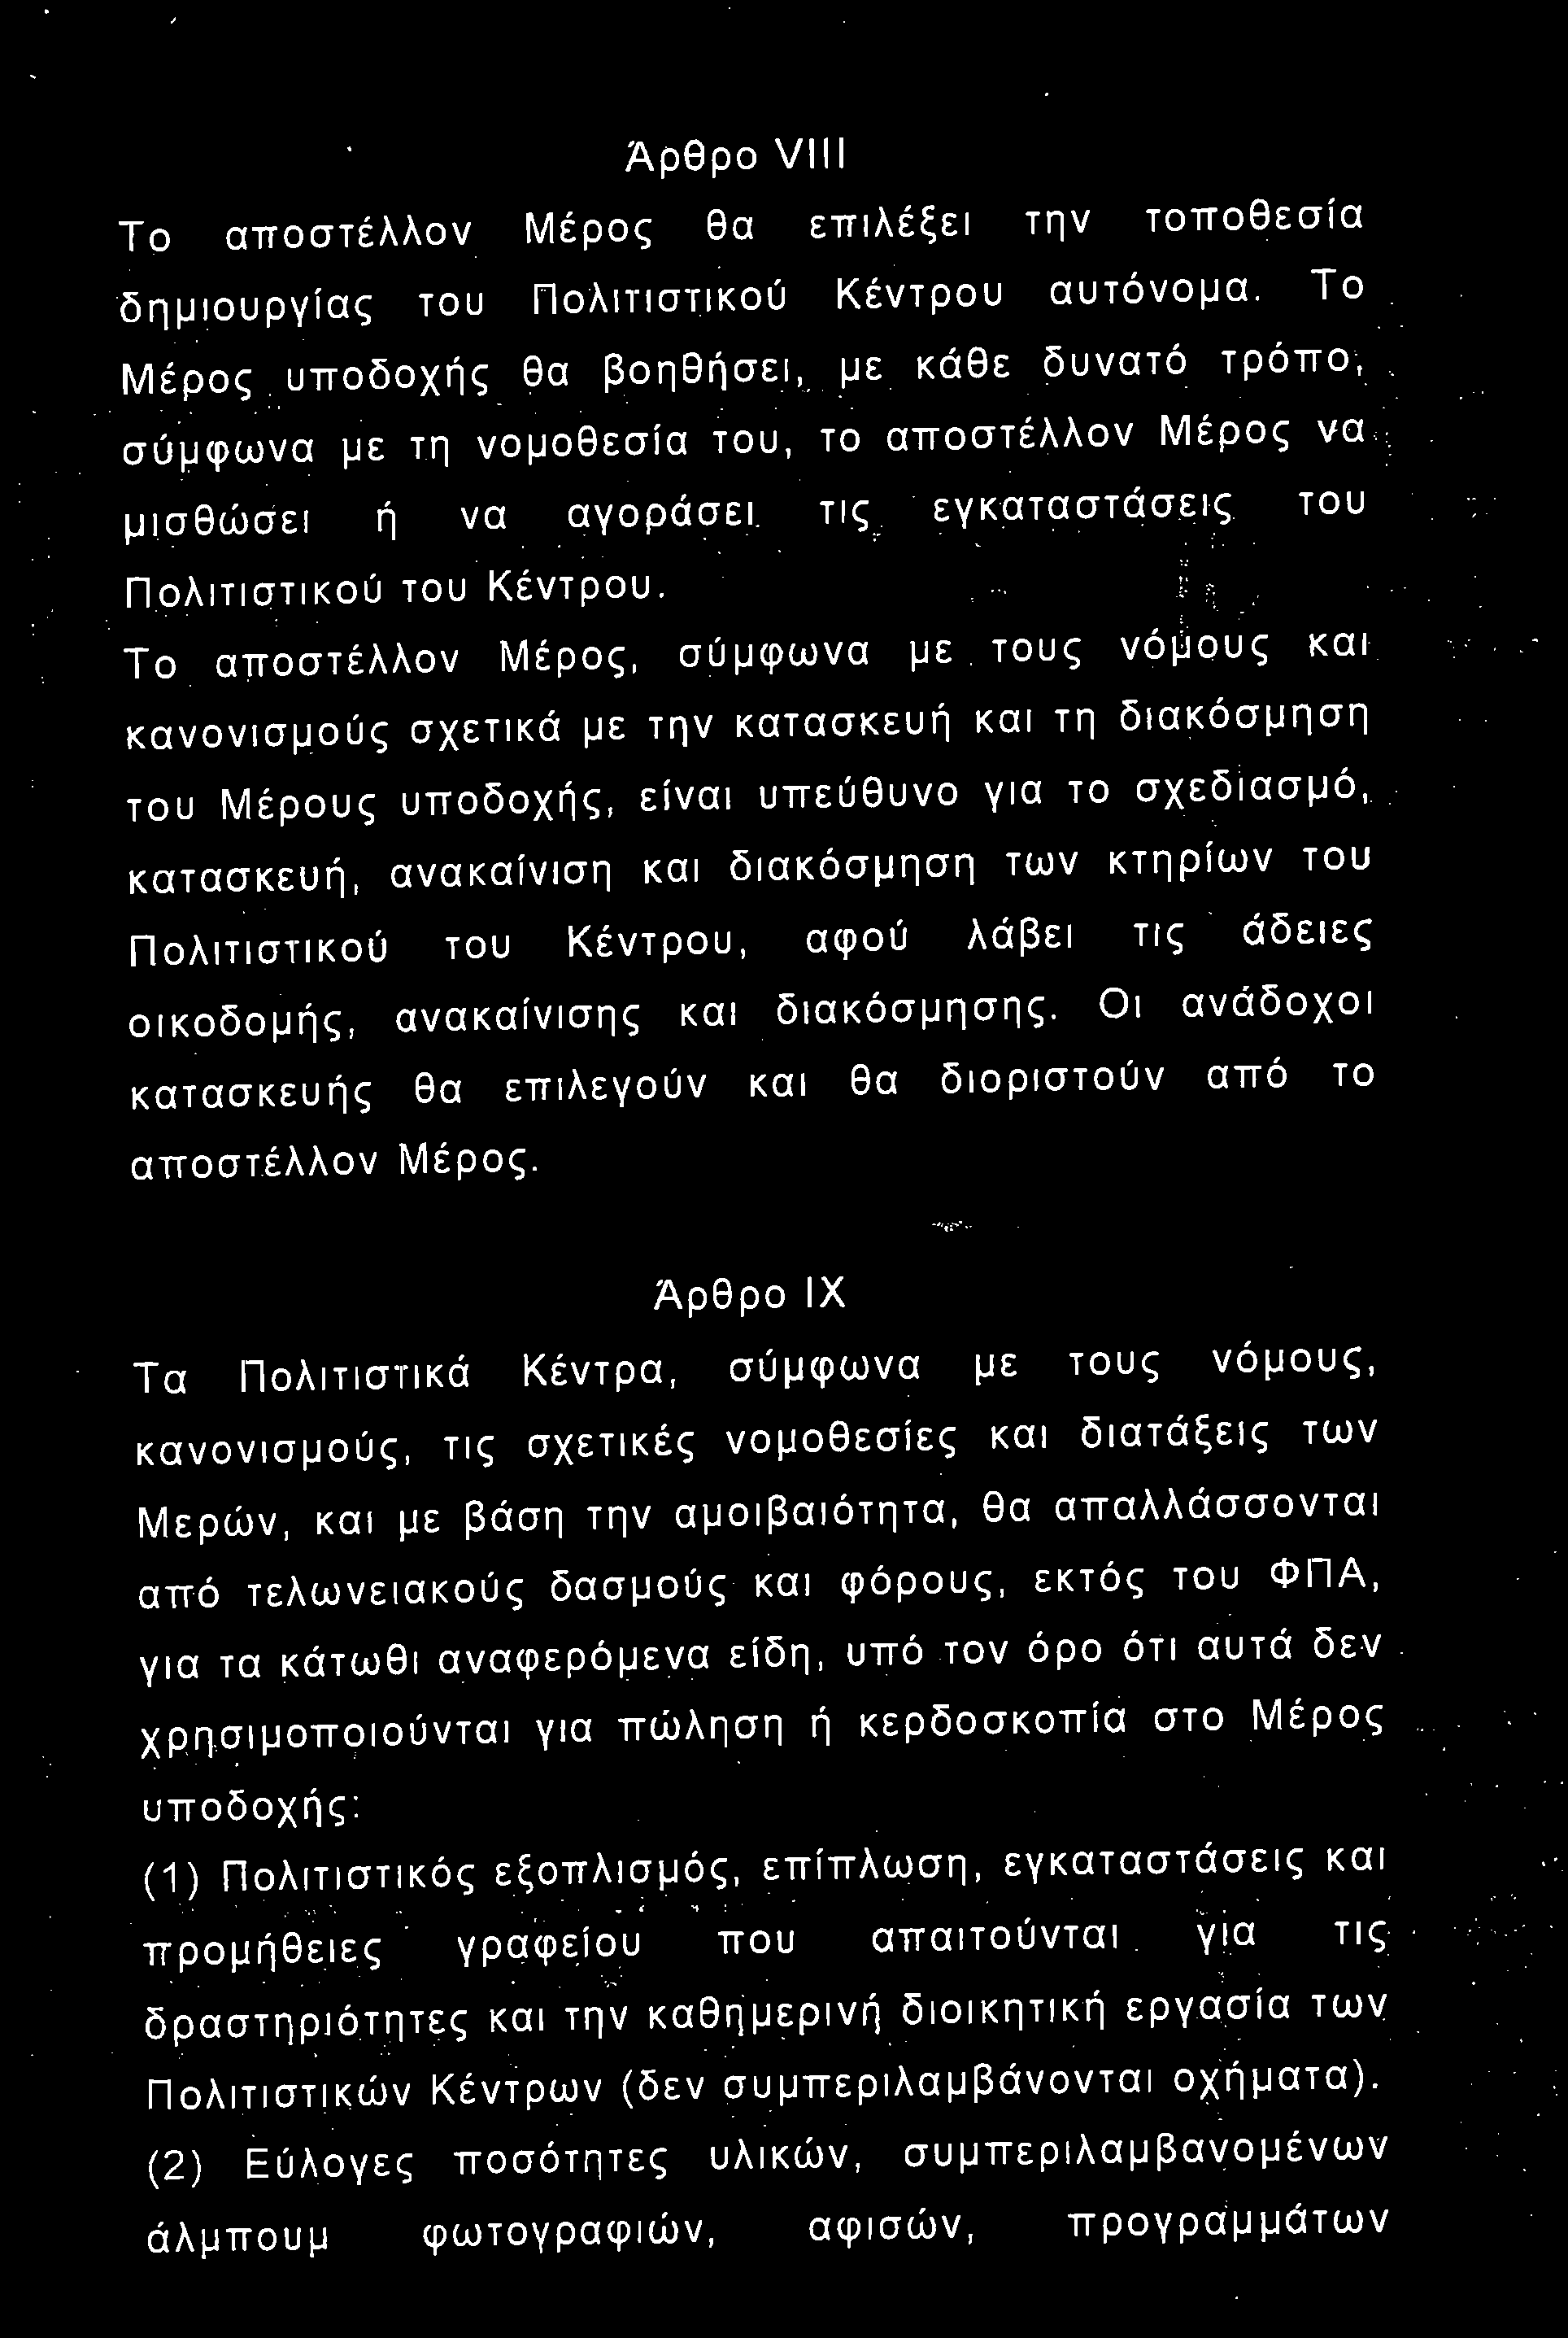 Άρθρο VIII
Το αποστέλλον Μέρος θα επιλέξει την τοποθεσία
δημιουργίας του Πολιτιστικού Κέντρου αυτόνομα. Το
Μέρος υποδοχής θα βοηθήσει, με κάθε δυνατό τρόπο,
σύμφωνα με τη νομοθεσία του, το αποστέλλον Μέρος να
μισθώσει ή να αγοράσει τις εγκαταστάσεις του
Πολιτιστικού του Κέντρου.
Το αποστέλλον Μέρος, σύμφωνα με τους νόμους και
κανονισμούς σχετικά με την κατασκευή και τη διακόσμηση
του Μέρους υποδοχής, είναι υπεύθυνο για το σχεδιασμό,
κατασκευή, ανακαίνιση και διακόσμηση των κτηρίων του
Πολιτιστικού του Κέντρου, αφού λάβει τις άδειες
οικοδομής, ανακαίνισης και διακόσμησης. Οι ανάδοχοι
κατασκευής θα επιλεγούν και θα διοριστούν από το
αποστέλλον Μέρος.
Άρθρο IX
Τα Πολιτιστικά Κέντρα, σύμφωνα με τους νόμους,
κανονισμούς, τις σχετικές νομοθεσίες και διατάξεις των
Μερών, και με βάση την αμοιβαιότητα, θα απαλλάσσονται
από τελωνειακούς δασμούς και φόρους, εκτός του ΦΠΑ,
για τα κάτωθι αναφερόμενα είδη, υπό τον όρο ότι αυτά δεν
χρησιμοποιούνται για πώληση ή κερδοσκοπία στο Μέρος
υποδοχής:
(1) Πολιτιστικός εξοπλισμός, επίπλωση, εγκαταστάσεις και
προμήθειες γραφείου που απαιτούνται για τις
δραστηριότητες και την καθημερινή διοικητική εργασία των
Πολιτιστικών Κέντρων (δεν συμπεριλαμβάνονται οχήματα).
(2) Εύλογες ποσότητες υλικών, συμπεριλαμβανομένων
άλμπουμ φωτογραφιών, αφισών, προγραμμάτων